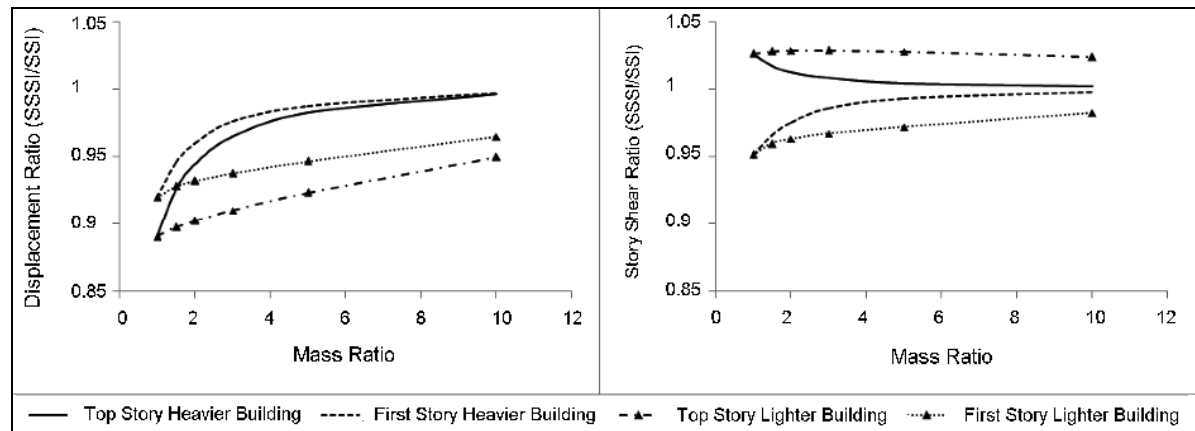 Displacement Ratio (SSSI/SSI)
1.05
1
0.95
0.9
0.85
0 2 4 6 8 10 12
Mass Ratio
Story Shear Ratio (SSSI/SSI)
1.05
1
0.95
0.9
0.85
0 2 4 6 8 10 12
Mass Ratio
Top Story Heavier Building First Story Heavier Building Top Story Lighter Building First Story Lighter Building